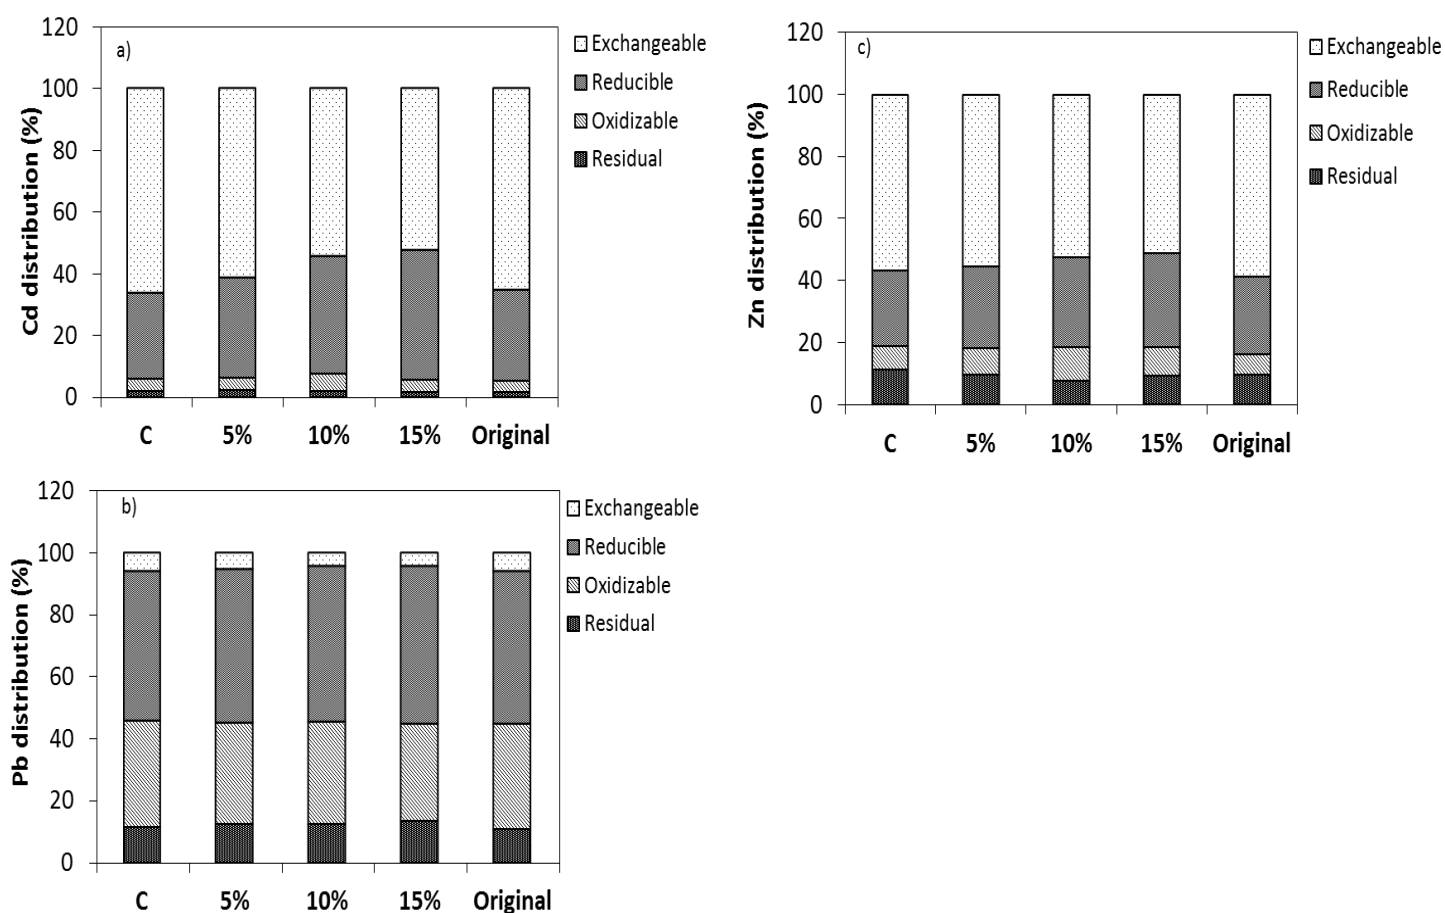 a)
Cd distribution (%)
120
100
80
60
40
20
0
C 5% 10% 15% Original
Exchangeable
Reducible
Oxidizable
Residual
c)
Zn distribution (%)
120
100
80
60
40
20
0
C 5% 10% 15% Original
Exchangeable
Reducible
Oxidizable
Residual
b)
Pb distribution (%)
120
100
80
60
40
20
0
C 5% 10% 15% Original
Exchangeable
Reducible
Oxidizable
Residual